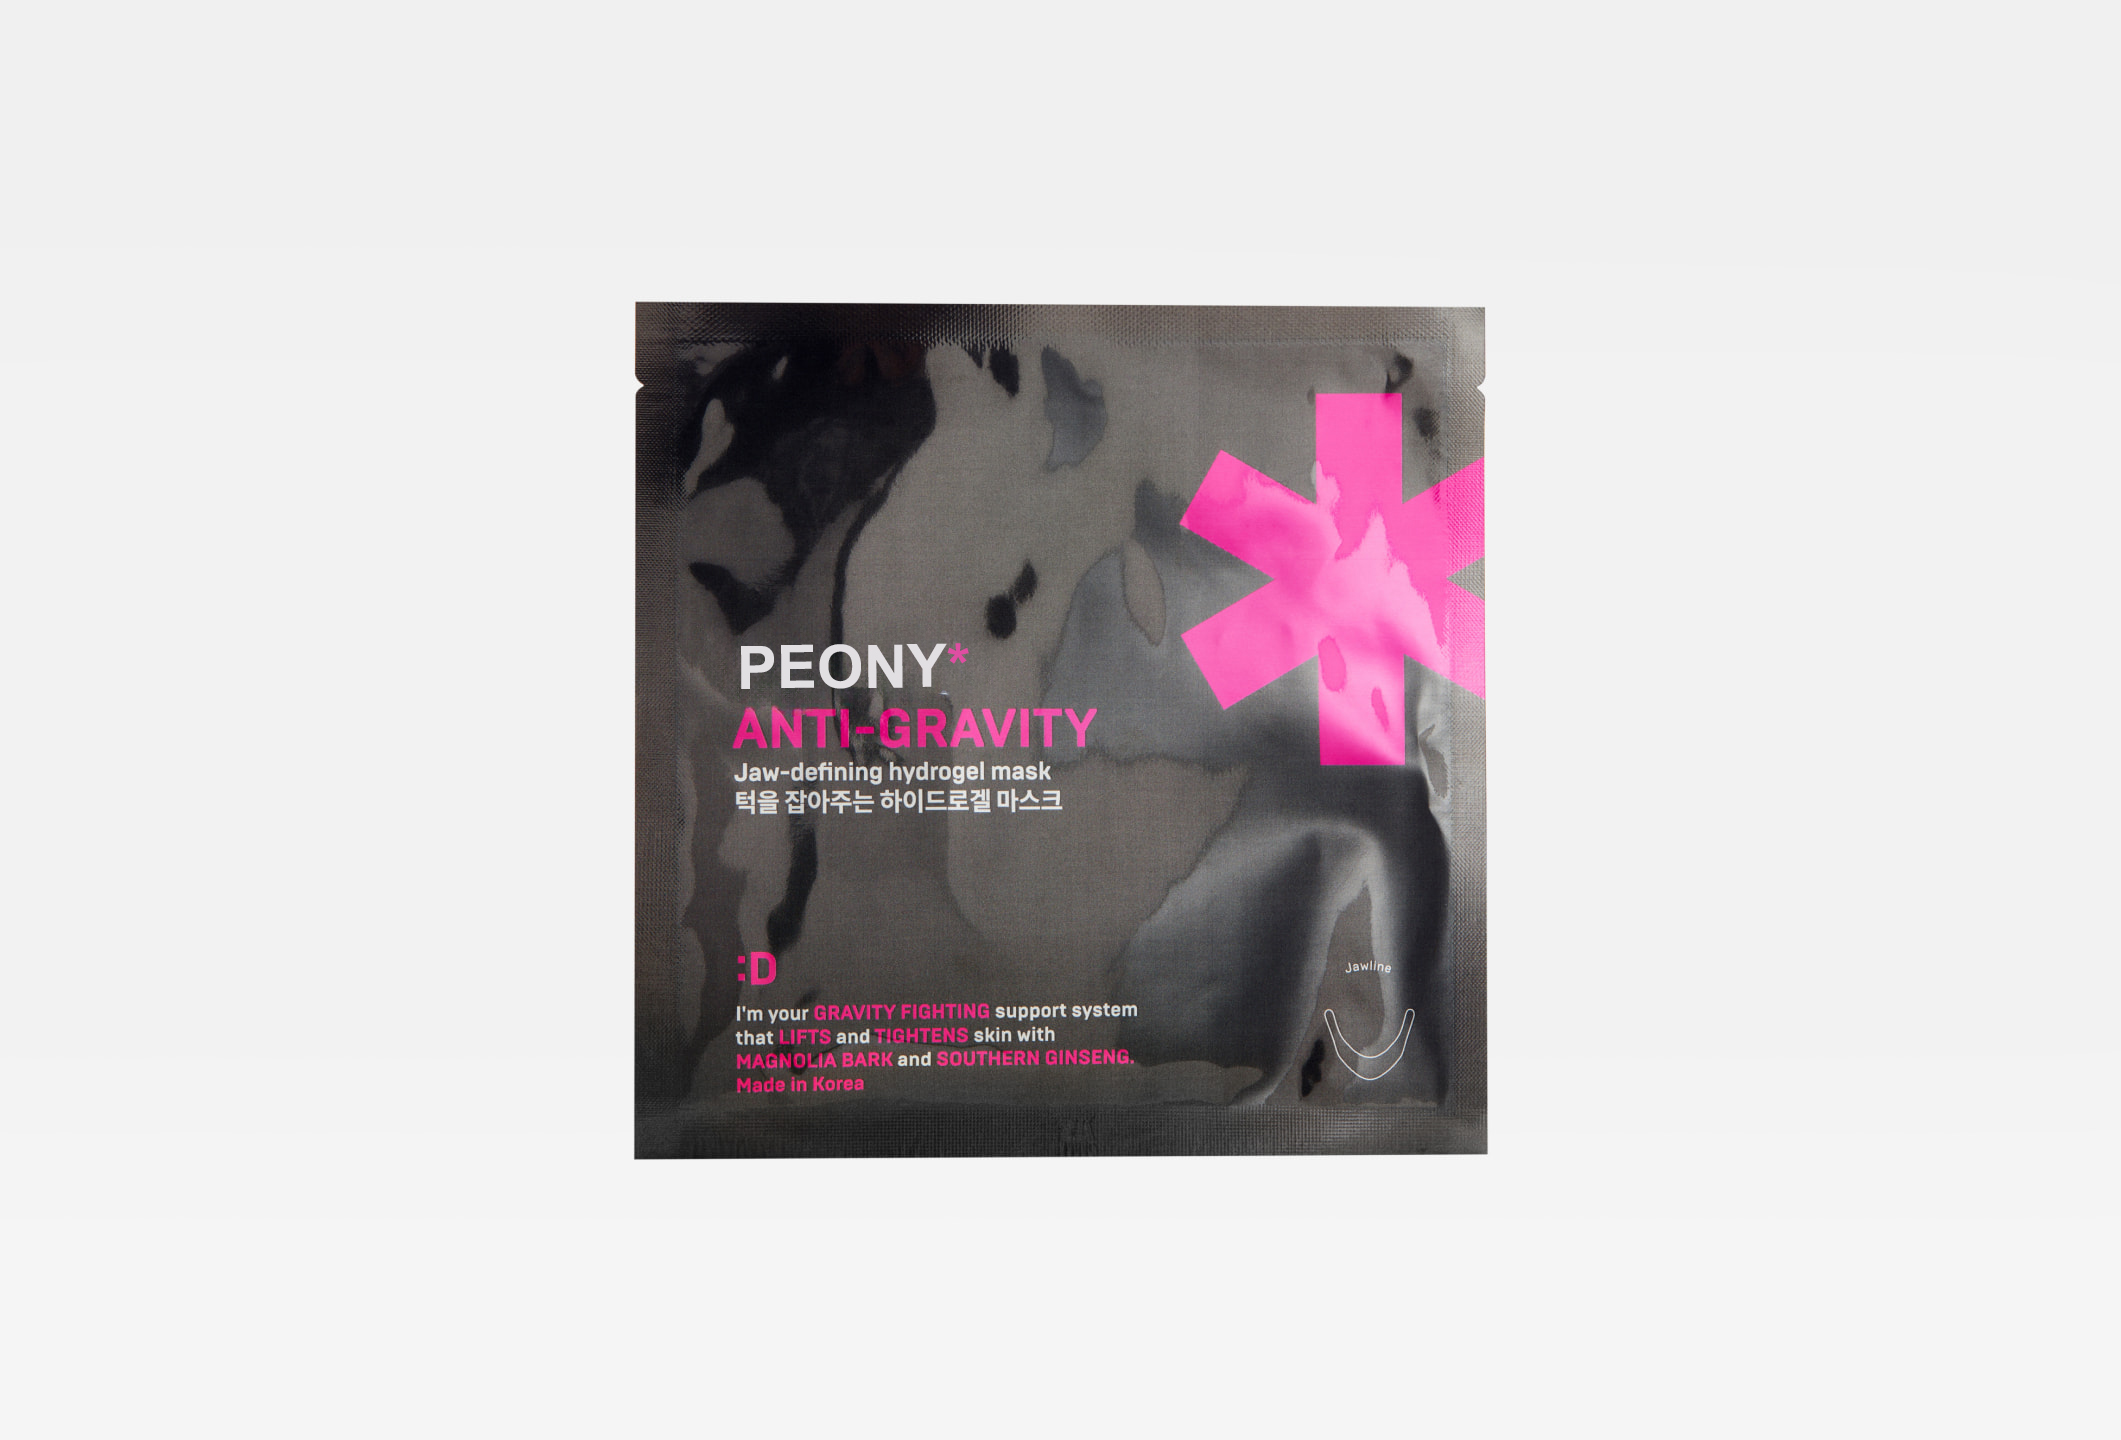 PEONY*
ANTI-GRAVITY
Jaw-defining hydrogel mask
턱을 잡아주는 하이드로겔 마스크
:D
I'm your GRAVITY FIGHTING support system
that LIFTS and TIGHTENS skin with
MAGNOLIA BARK and SOUTHERN GINSENG.
Made in Korea
Jawline